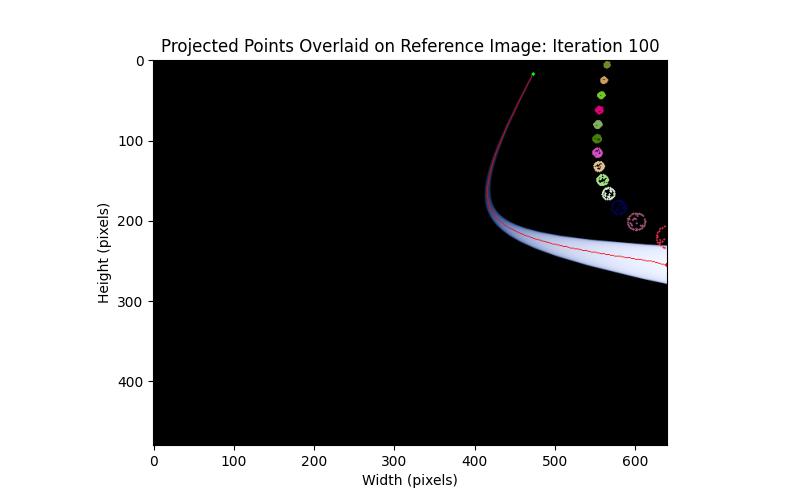 Projected Points Overlaid on Reference Image: Iteration 100
0
100
200
300
400
Height (pixels)
0 100 200 300 400 500 600
Width (pixels)